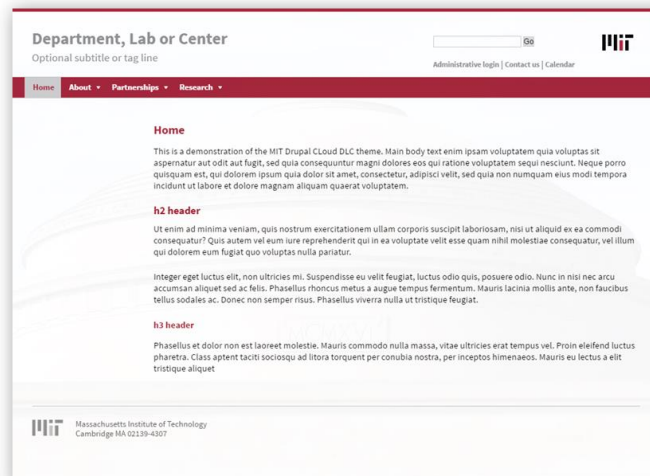 Department, Lab or Center
Optional subtitle or tag line
Go
Administrative login | Contact us | Calendar
Home About Partnerships Research
Home
This is a demonstration of the MIT Drupal CLoud DLC theme. Main body text enim ipsam voluptatem quia voluptas sit
aspernatur aut odit aut fugit, sed quia consequuntur magni dolores eos qui ratione voluptatem sequi nesciunt. Neque porro
quisquam est, qui dolorem ipsum quia dolor sit amet, consectetur, adipisci velit, sed quia non numquam eius modi tempora
incidunt ut labore et dolore magnam aliquam quaerat voluptatem.
h2 header
Ut enim ad minima veniam, quis nostrum exercitationem ullam corporis suscipit laboriosam, nisi ut aliquid ex ea commodi
consequatur? Quis autem vel eum iure reprehenderit qui in ea voluptate velit esse quam nihil molestiae consequatur, vel illum
qui dolorem eum fugiat quo voluptas nulla pariatur.
Integer eget luctus elit, non ultricies mi. Suspendisse eu velit feugiat, luctus odio quis, posuere odio. Nunc in nisi nec arcu
accumsan aliquet sed ac felis. Phasellus rhoncus metus a augue tempus fermentum. Mauris lacinia mollis ante, non faucibus
tellus sodales ac. Donec non semper risus. Phasellus viverra nulla ut tristique feugiat.
h3 header
Phasellus et dolor non est laoreet molestie. Mauris commodo nulla massa, vitae ultricies erat tempus vel. Proin eleifend luctus
pharetra. Class aptent taciti sociosqu ad litora torquent per conubia nostra, per inceptos himenaeos. Mauris eu lectus a elit
tristique aliquet
Massachusetts Institute of Technology
Cambridge MA 02139-4307